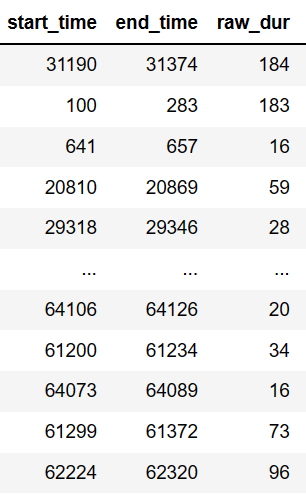 start_time end_time raw_dur
31190 31374 184
100 283 183
641 657 16
20810 20869 59
29318 29346 28
... ... ...
64106 64126 20
61200 61234 34
64073 64089 16
61299 61372 73
62224 62320 96